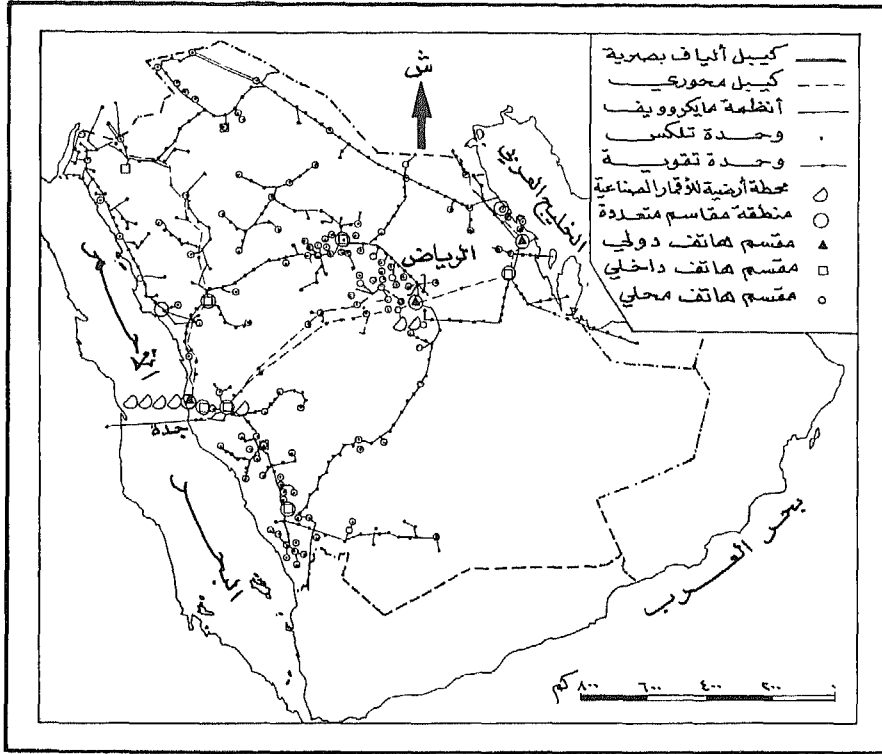 كيبل ألياف بصرية
كيبل محوري
أنظمة مايكروويف
وحدة تلكس
وحدة تقوية
محطة أرضية للأقمار الصناعية
منطقة مقاسم متعددة
مقسم هاتف دولي
مقسم هاتف داخلي
مقسم هاتف محلي
ش
الخليج العربي
الرياض
جدة
بحر العرب
كم ٨٠٠ ٦٠٠ ٤٠٠ ٢٠٠ ٠